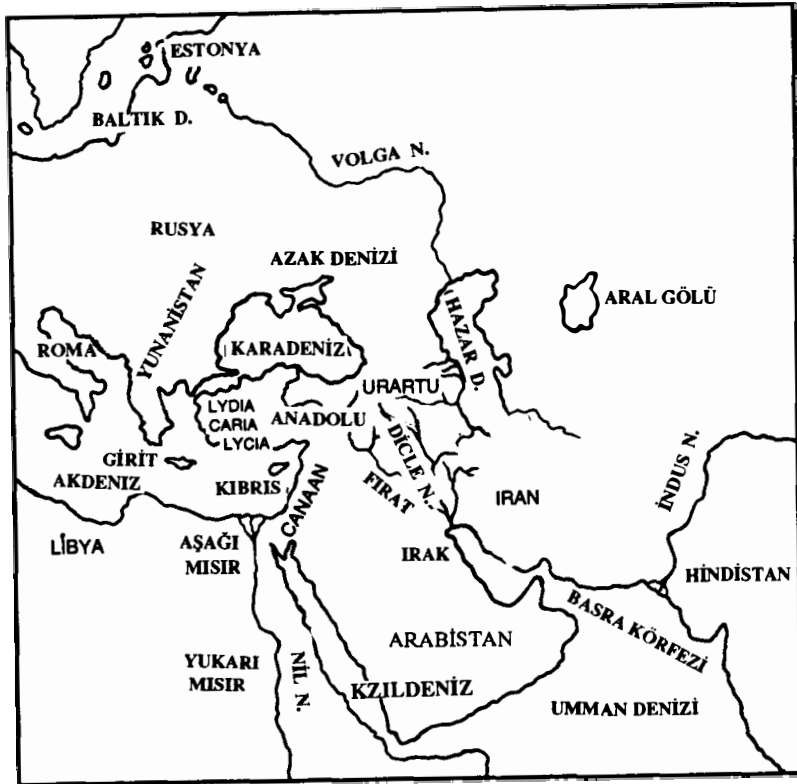 ESTONYA
BALTIK D.
VOLGA N.
RUSYA
AZAK DENİZİ
ARAL GÖLÜ
HAZAR D.
YUNANİSTAN
ROMA
KARADENİZ
URARTU
LYDIA
CARIA
LYCIA
ANADOLU
DİCLE N.
FIRAT
GİRİT
AKDENIZ
KIBRIS
CANAAN
IRAN
İNDUS N.
LİBYA
AŞAĞI
MISIR
IRAK
HİNDİSTAN
BASRA KÖRFEZİ
ARABİSTAN
YUKARI
MISIR
NİL N.
KZILDENİZ
UMMAN DENİZİ